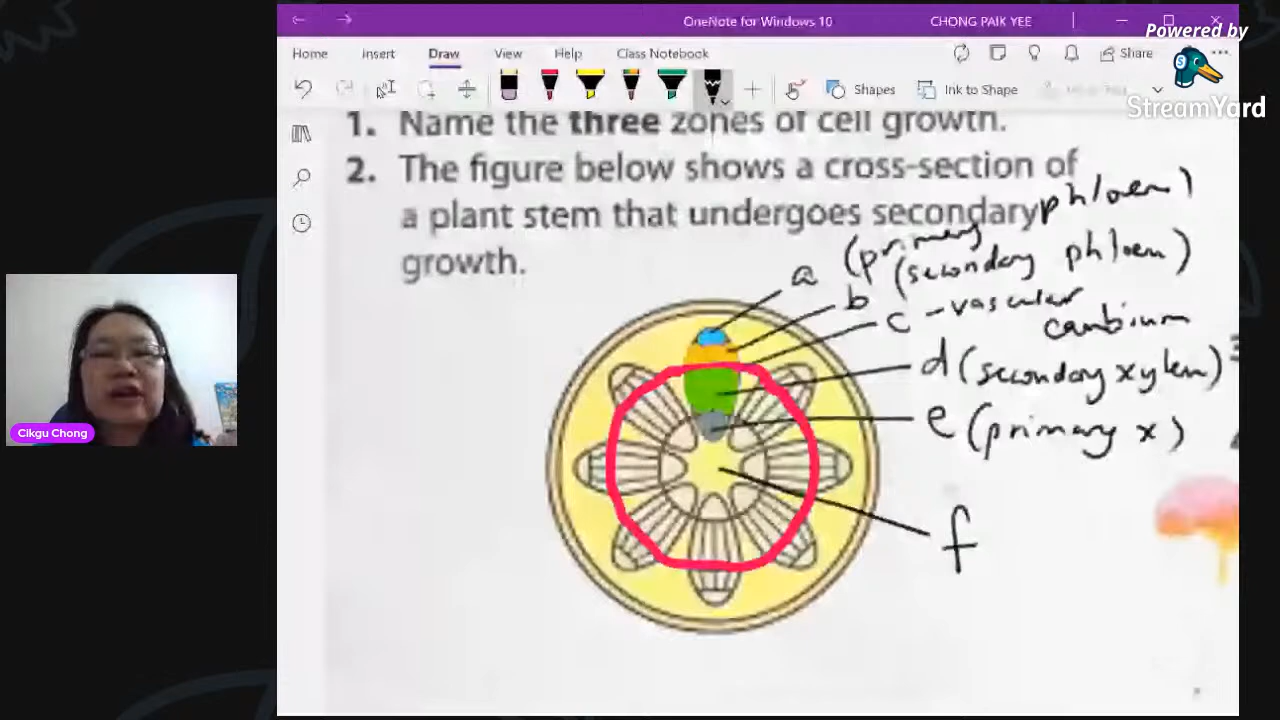 OneNote for Windows 10
CHONG PAIK YEE
Powered by
StreamYard
Home Insert Draw View Help Class Notebook Share
Shapes Ink to Shape
1. Name the three zones of cell growth.
2. The figure below shows a cross-section of
a plant stem that undergoes secondary
growth.
a (primary phloem)
b (secondary phloem)
c - vascular
cambium
d (secondary xylem)
e (primary x)
f
Cikgu Chong